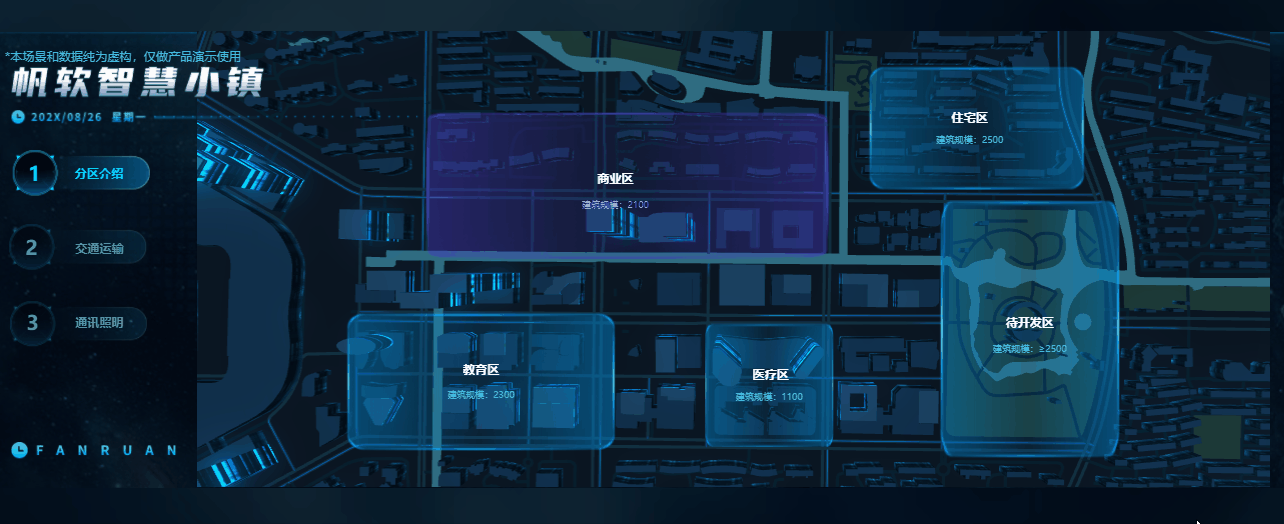 *本场景和数据纯为虚构，仅做产品演示使用
帆软智慧小镇
202X/08/26 星期一
1 分区介绍
2 交通运输
3 通讯照明
FANRUAN
住宅区
建筑规模：2500
商业区
建筑规模：2100
待开发区
建筑规模：≥2500
教育区
建筑规模：2300
医疗区
建筑规模：1100